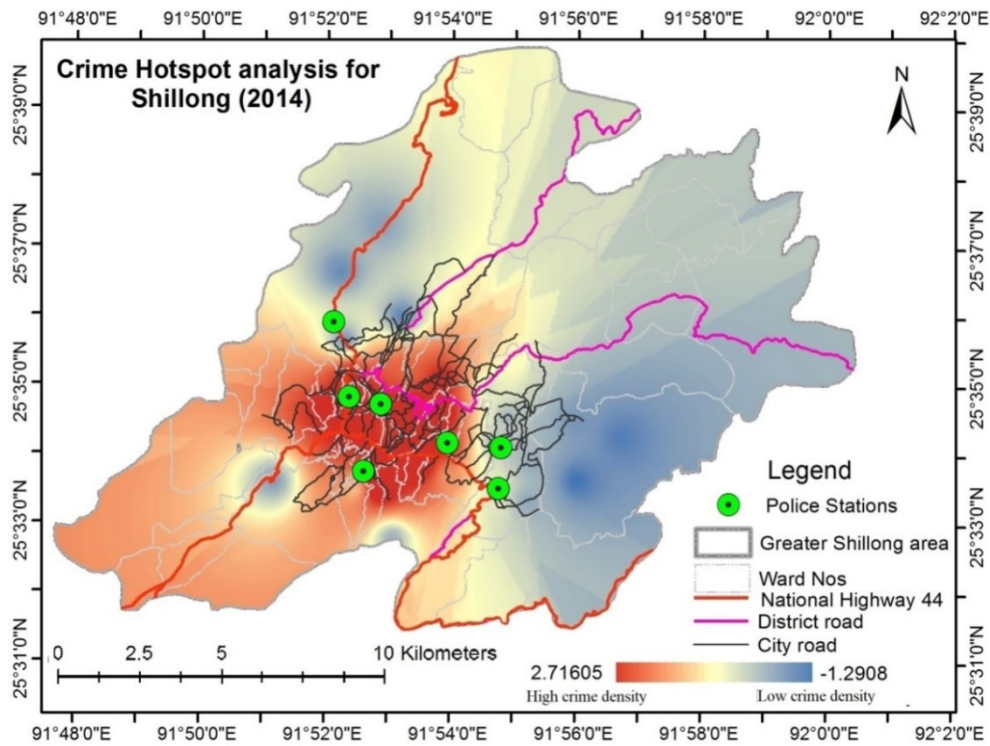 91°48'0"E 91°50'0"E 91°52'0"E 91°54'0"E 91°56'0"E 91°58'0"E 92°0'0"E 92°2'0"E
Crime Hotspot analysis for
Shillong (2014)
N
25°39'0"N 25°39'0"N
25°37'0"N 25°37'0"N
25°35'0"N 25°35'0"N
25°33'0"N 25°33'0"N
25°31'0"N 25°31'0"N
Legend
Police Stations
Greater Shillong area
Ward Nos
National Highway 44
District road
City road
0 2.5 5 10 Kilometers
2.71605 -1.2908
High crime density Low crime density
91°48'0"E 91°50'0"E 91°52'0"E 91°54'0"E 91°56'0"E 91°58'0"E 92°0'0"E 92°2'0"E